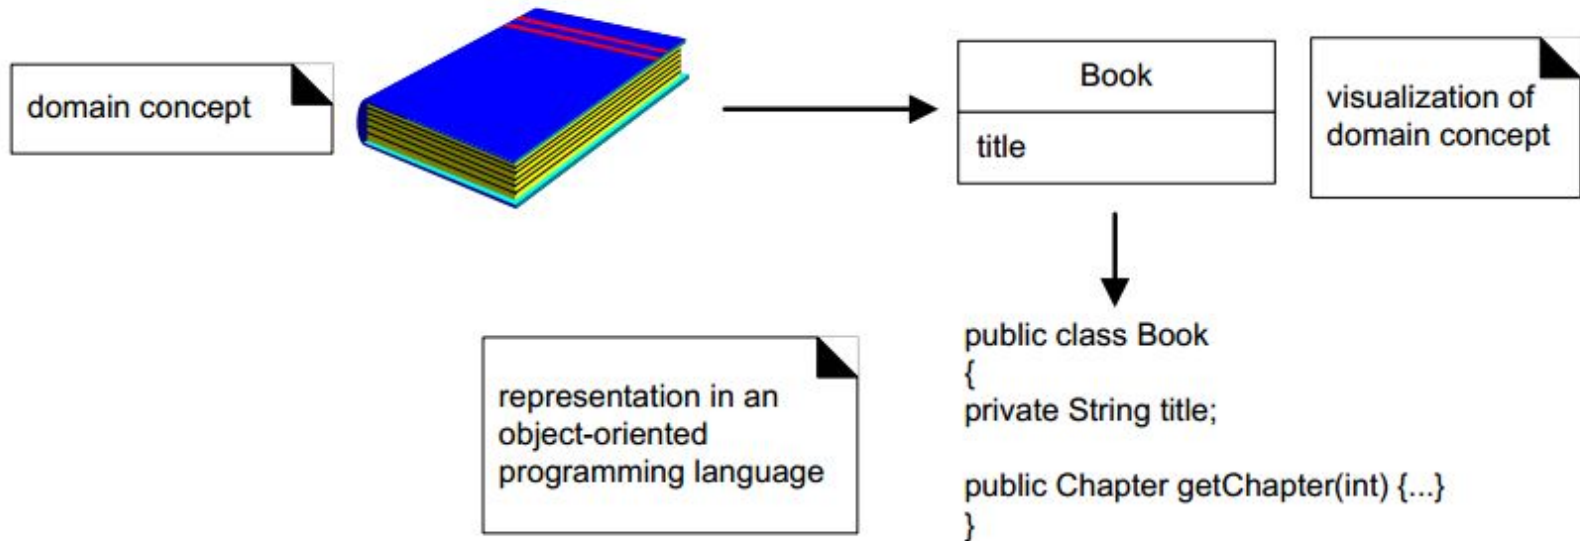 domain concept
Book
title
visualization of
domain concept
representation in an
object-oriented
programming language
public class Book
{
private String title;
public Chapter getChapter(int) {...}
}